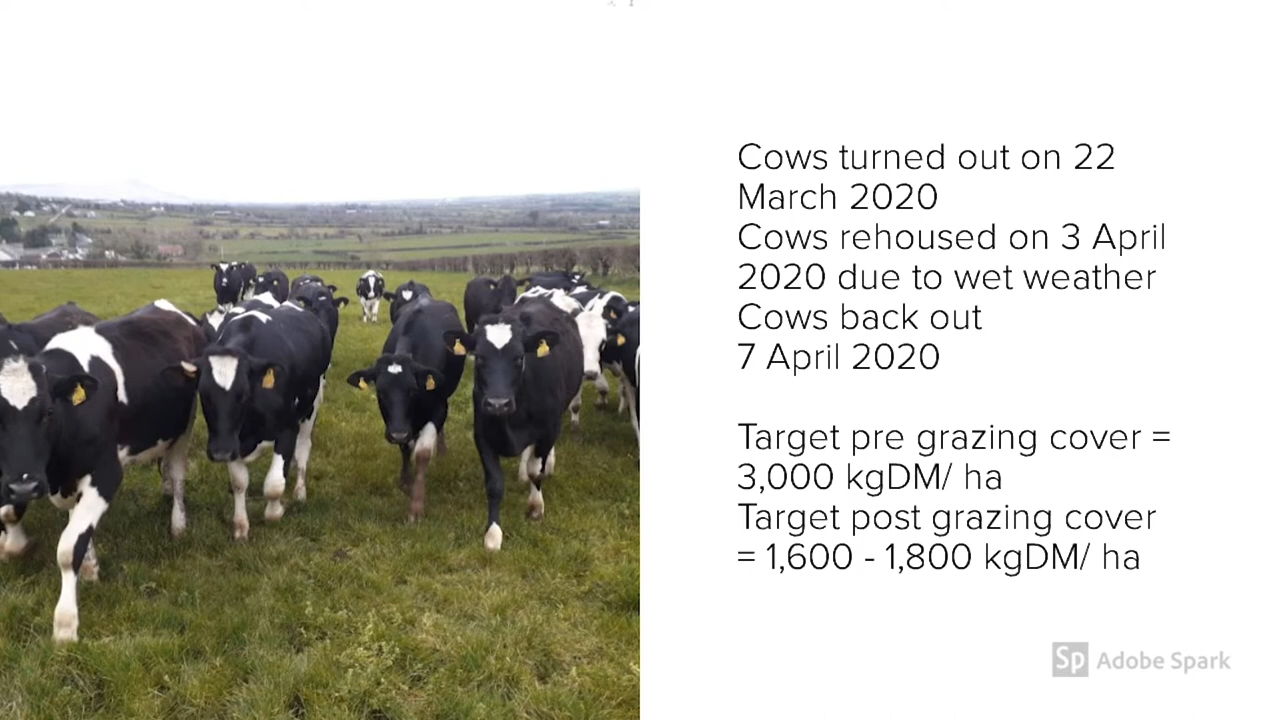 Cows turned out on 22
March 2020
Cows rehoused on 3 April
2020 due to wet weather
Cows back out
7 April 2020
Target pre grazing cover =
3,000 kgDM/ ha
Target post grazing cover
= 1,600 - 1,800 kgDM/ ha
Sp Adobe Spark